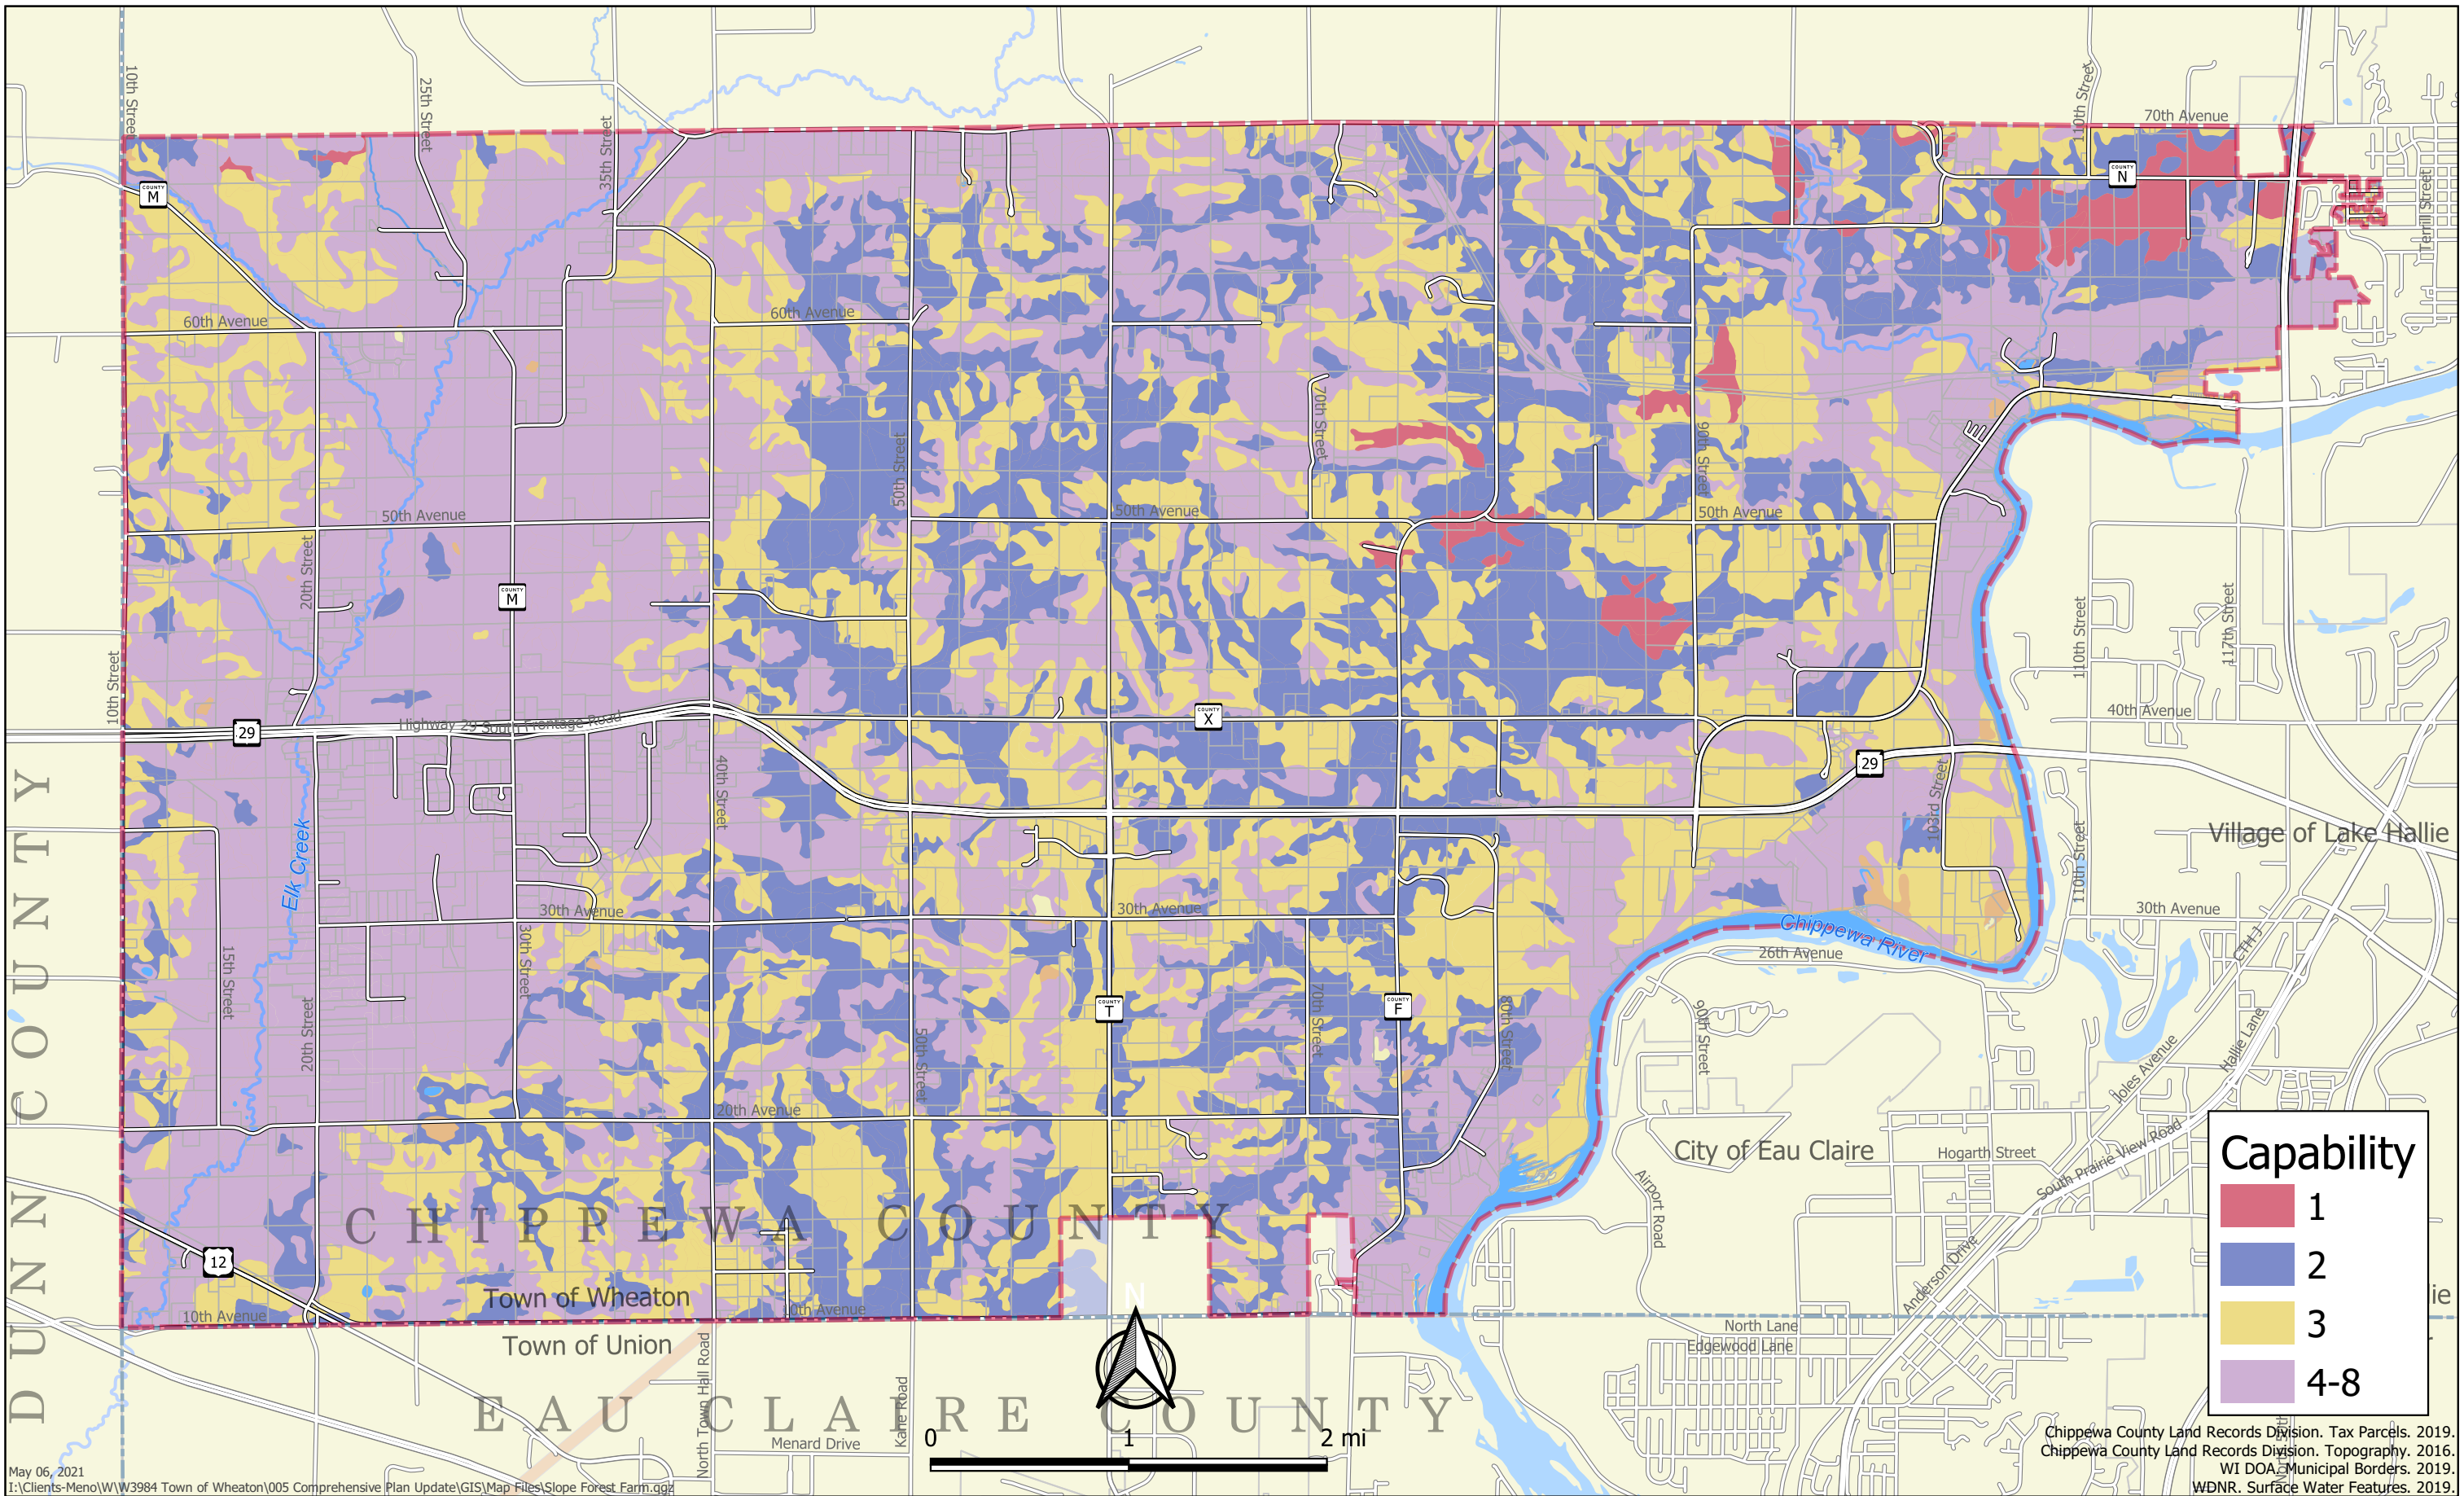 10th Street
25th Street
35th Street
110th Street
70th Avenue
COUNTY
M
COUNTY
N
Terrill Street
60th Avenue
60th Avenue
70th Street
50th Street
90th Street
50th Avenue
50th Avenue
50th Avenue
20th Street
COUNTY
M
110th Street
117th Street
10th Street
29
Highway 29 South Frontage Road
COUNTY
X
40th Avenue
40th Street
29
103rd Street
Village of Lake Hallie
Elk Creek
110th Street
30th Avenue
30th Avenue
30th Avenue
Chippewa River
26th Avenue
CTH J
15th Street
30th Street
20th Street
COUNTY
T
COUNTY
F
70th Street
80th Street
90th Street
50th Street
Joles Avenue
Hallie Lane
20th Avenue
City of Eau Claire
Hogarth Street
South Prairie View Road
Airport Road
Anderson Drive
DUNN COUNTY
CHIPPEWA COUNTY
12
10th Avenue
Town of Wheaton
10th Avenue
Town of Union
North Town Hall Road
Kane Road
EAU CLAIRE COUNTY
Menard Drive
North Lane
Edgewood Lane
N
0 1 2 mi
Capability
1
2
3
4-8
May 06, 2021
I:\Clients-Meno\W\W3984 Town of Wheaton\005 Comprehensive Plan Update\GIS\Map Files\Slope Forest Farm.qgz
Chippewa County Land Records Division. Tax Parcels. 2019.
Chippewa County Land Records Division. Topography. 2016.
WI DOA. Municipal Borders. 2019.
WDNR. Surface Water Features. 2019.